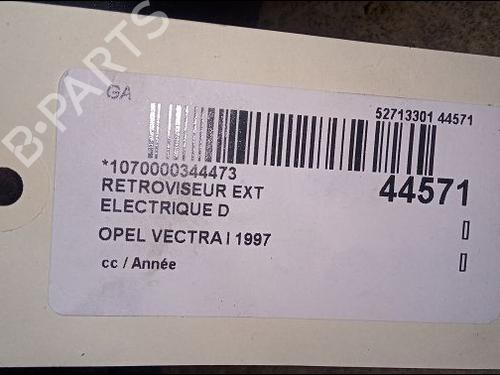 B-PARTS
GA
52713301 44571
*1070000344473
RETROVISEUR EXT
44571
ELECTRIQUE D
OPEL VECTRA I 1997
cc / Année